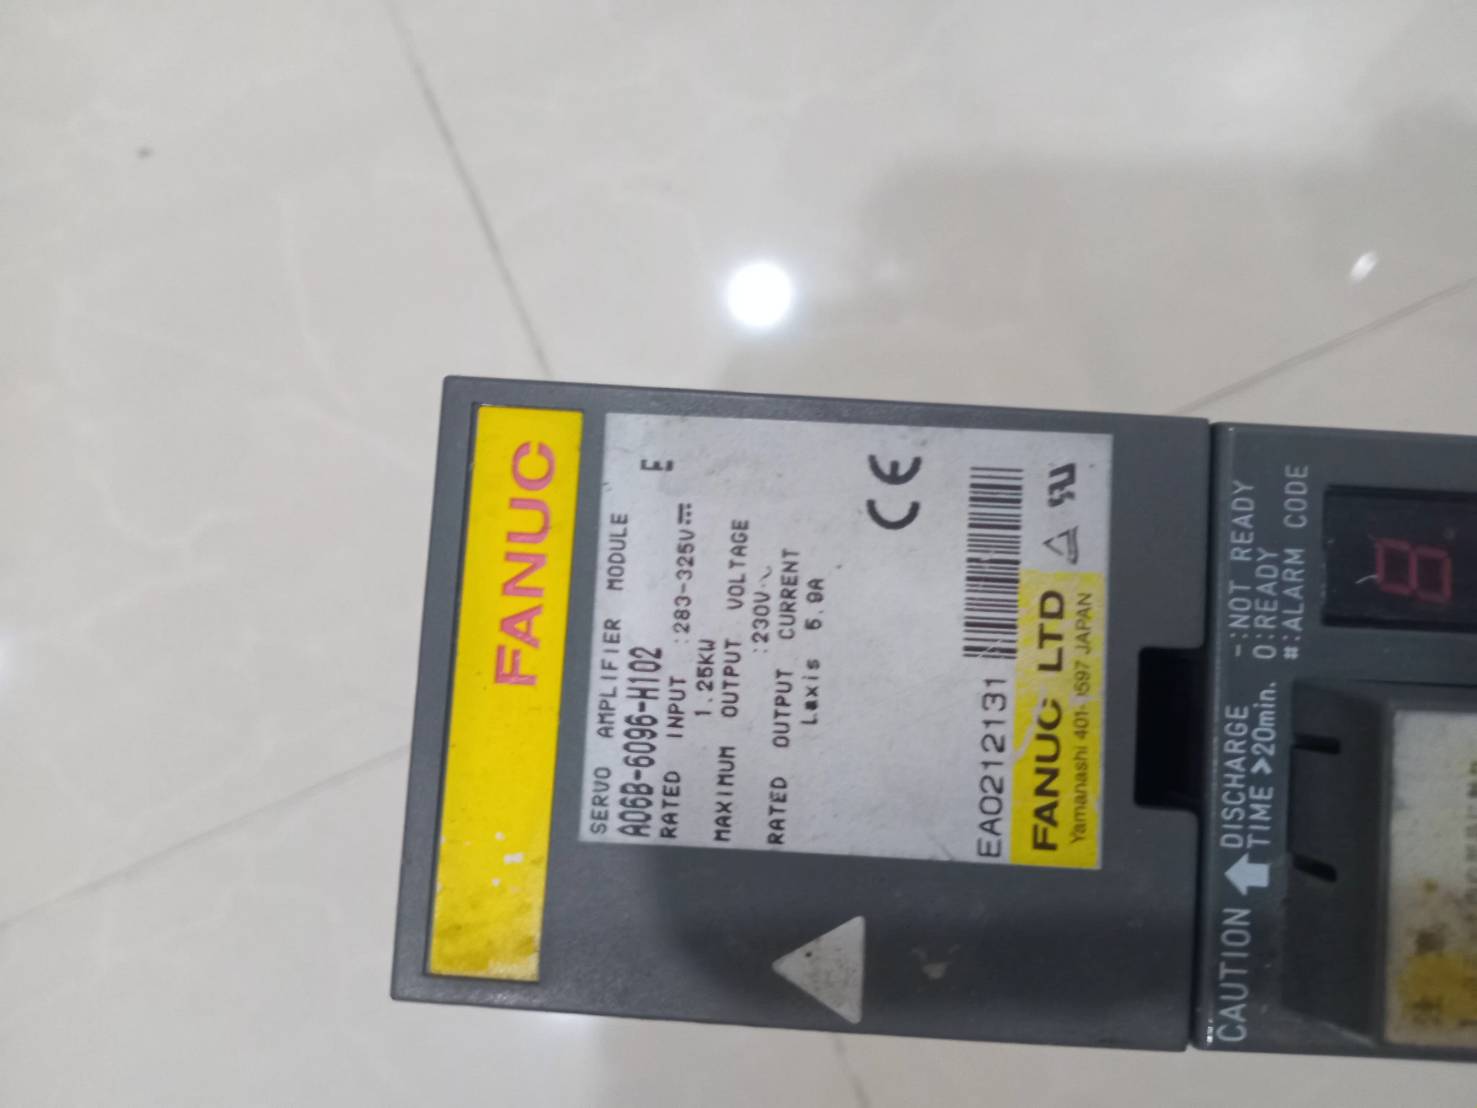 FANUC
SERVO AMPLIFIER MODULE
A06B-6096-H102 E
RATED INPUT :283-325V
1.25KW
MAXIMUM OUTPUT VOLTAGE
:230V~
RATED OUTPUT CURRENT
Laxis 5.9A
CE
EA0212131
FANUC LTD
Yamanashi 401-0597 JAPAN
CAUTION DISCHARGE
TIME >20min.
-:NOT READY
0:READY
#:ALARM CODE
8